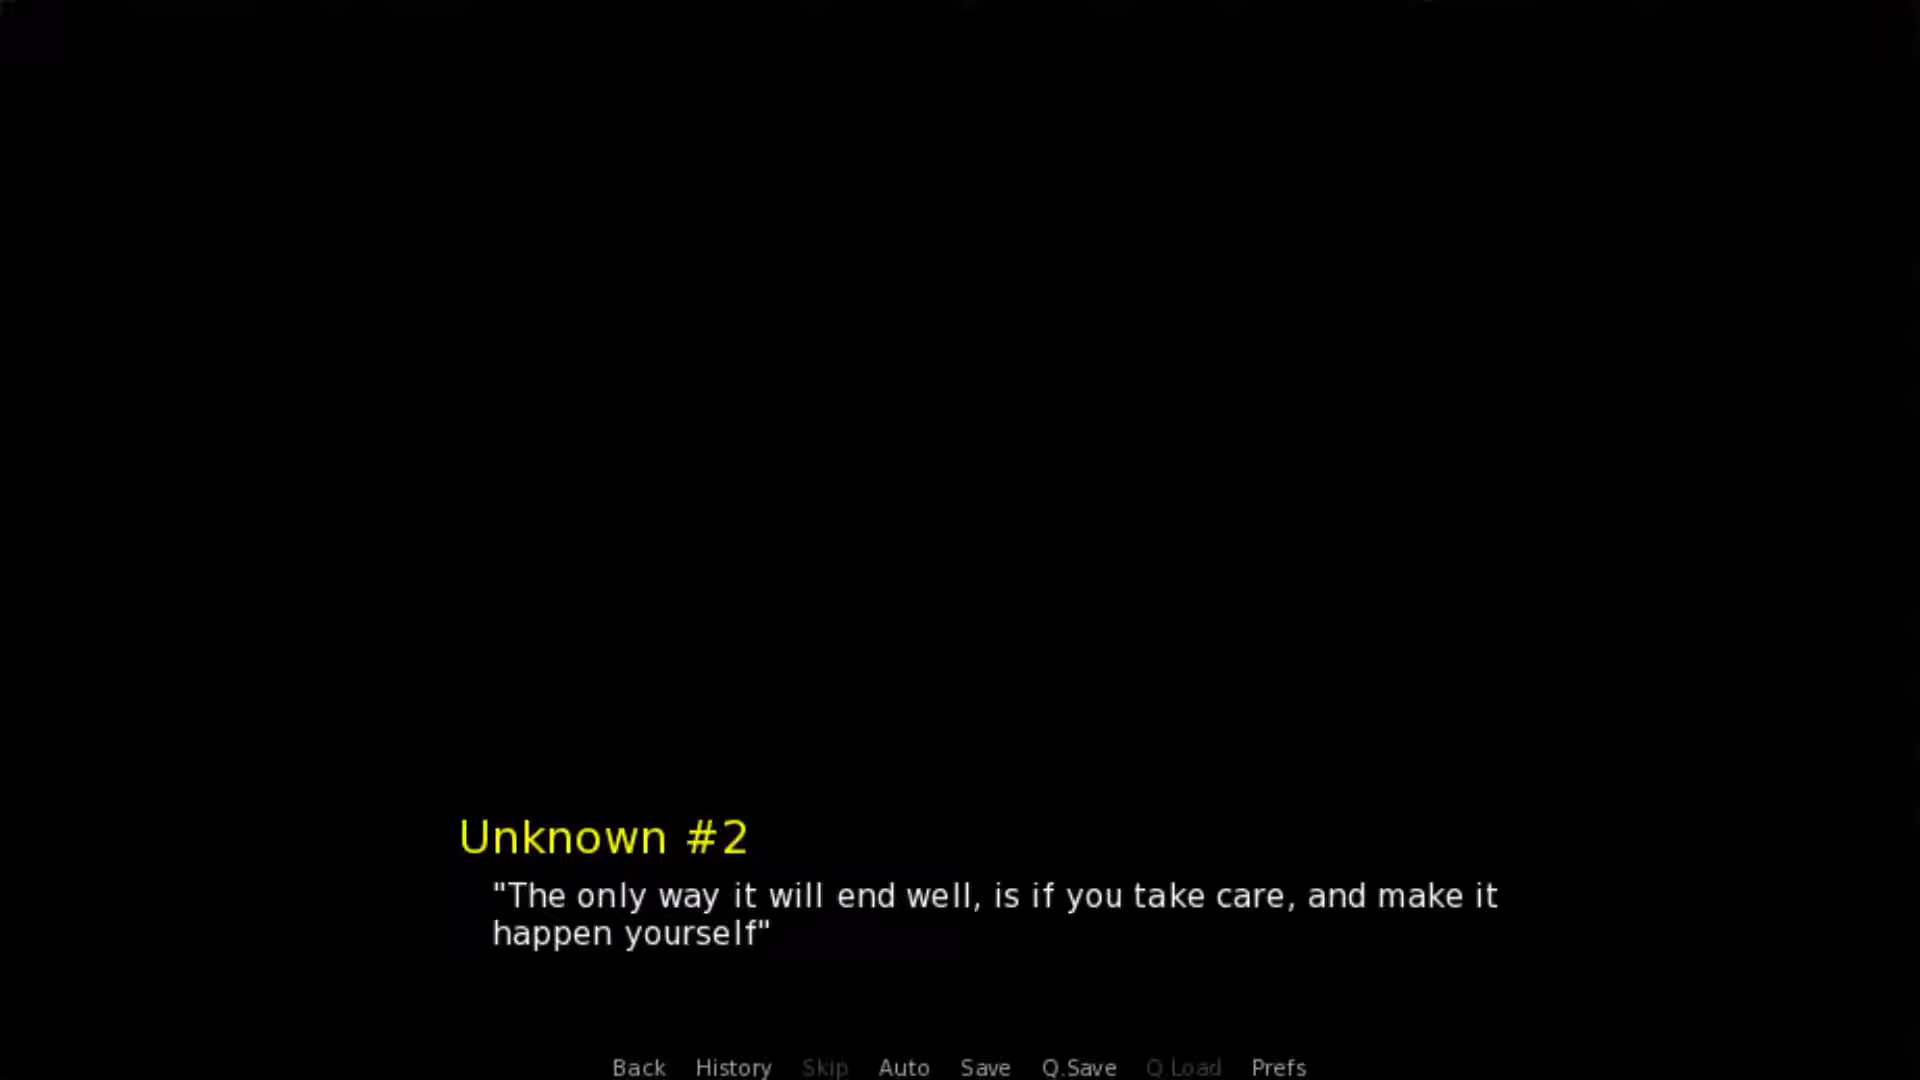 Unknown #2
"The only way it will end well, is if you take care, and make it
happen yourself"
Back History Skip Auto Save Q.Save Q.Load Prefs